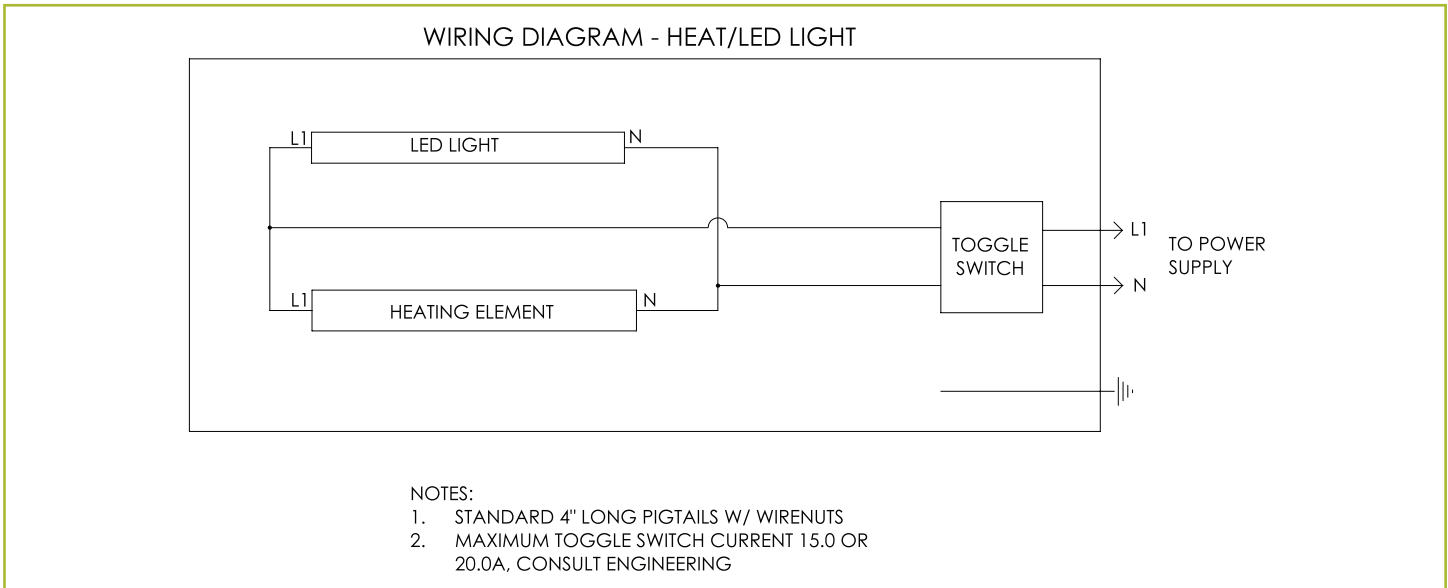 WIRING DIAGRAM - HEAT/LED LIGHT
L1
LED LIGHT
N
TOGGLE
SWITCH
L1
TO POWER
SUPPLY
N
L1
HEATING ELEMENT
N
NOTES:
1. STANDARD 4" LONG PIGTAILS W/ WIRENUTS
2. MAXIMUM TOGGLE SWITCH CURRENT 15.0 OR
20.0A, CONSULT ENGINEERING